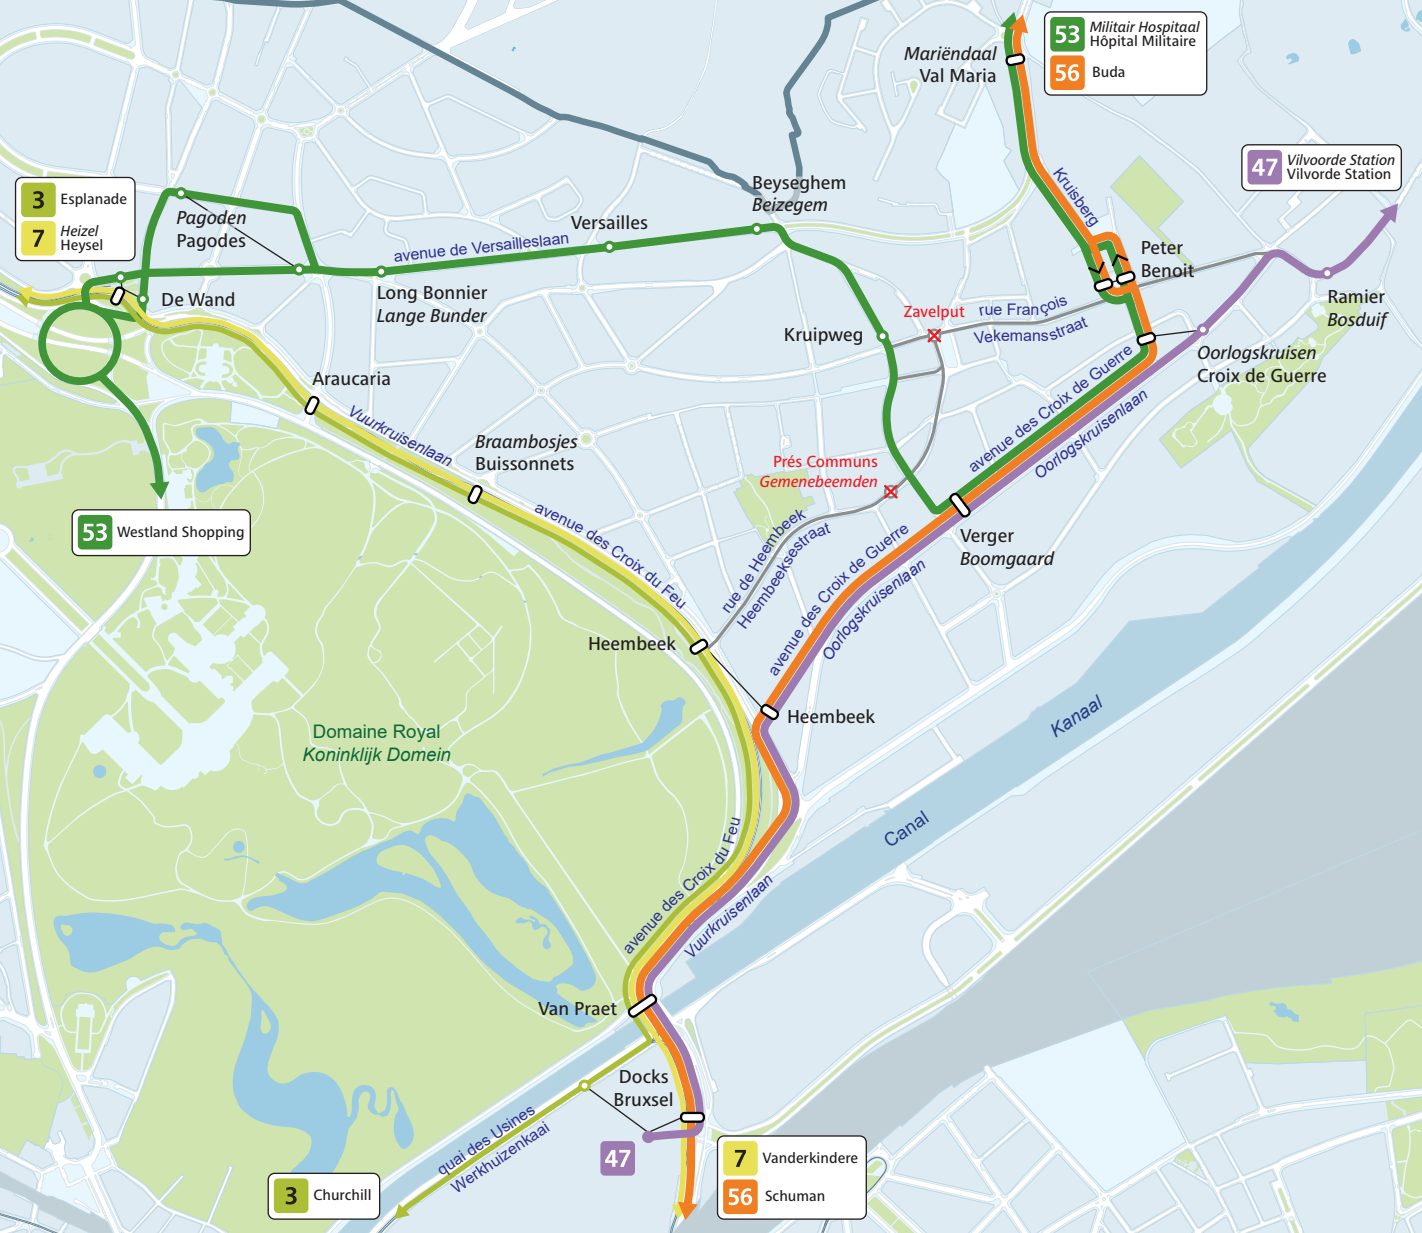 53
Militair Hospitaal
Hôpital Militaire
56
Buda
Mariëndaal
Val Maria
47
Vilvoorde Station
Vilvorde Station
3
Esplanade
7
Heizel
Heysel
Pagoden
Pagodes
Beyseghem
Beizegem
Versailles
avenue de Versailleslaan
Kruisberg
Peter
Benoit
De Wand
Long Bonnier
Lange Bunder
Zavelput
rue François
Vekemansstraat
Ramier
Bosduif
Kruipweg
Oorlogskruisen
Croix de Guerre
Araucaria
Vuurkruisenlaan
avenue des Croix de Guerre
Oorlogskruisenlaan
Braambosjes
Buissonnets
Prés Communs
Gemenebeemden
53
Westland Shopping
avenue des Croix du Feu
rue de Heembeek
Heembeeksestraat
Verger
Boomgaard
avenue des Croix de Guerre
Oorlogskruisenlaan
Heembeek
Heembeek
Domaine Royal
Koninklijk Domein
Kanaal
Canal
avenue des Croix du Feu
Vuurkruisenlaan
Van Praet
Docks
Bruxsel
quai des Usines
Werkhuizenkaai
47
7
Vanderkindere
56
Schuman
3
Churchill